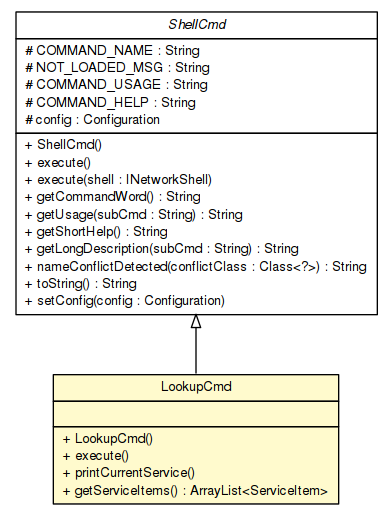 ShellCmd
# COMMAND_NAME : String
# NOT_LOADED_MSG : String
# COMMAND_USAGE : String
# COMMAND_HELP : String
# config : Configuration
+ ShellCmd()
+ execute()
+ execute(shell : INetworkShell)
+ getCommandWord() : String
+ getUsage(subCmd : String) : String
+ getShortHelp() : String
+ getLongDescription(subCmd : String) : String
+ nameConflictDetected(conflictClass : Class<?>) : String
+ toString() : String
+ setConfig(config : Configuration)
LookupCmd
+ LookupCmd()
+ execute()
+ printCurrentService()
+ getServiceItems() : ArrayList<ServiceItem>